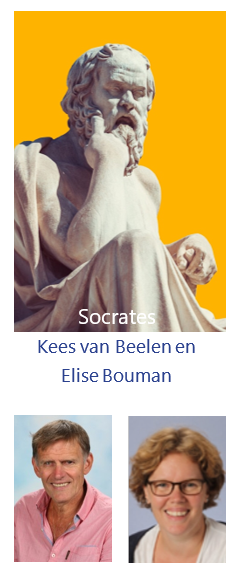 Socrates
Kees van Beelen en
Elise Bouman